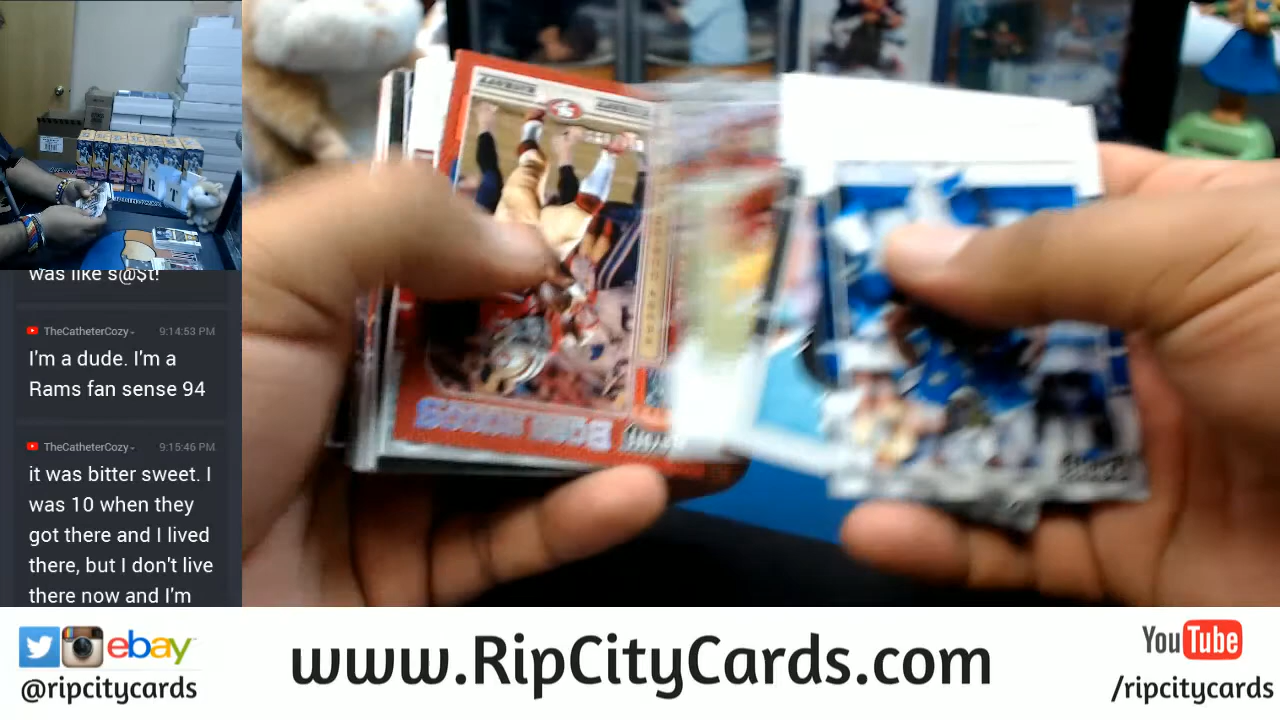 was like s@$t!
TheCatheterCozy
9:14:53 PM
I'm a dude. I'm a
Rams fan sense 94
TheCatheterCozy
9:15:46 PM
it was bitter sweet. I
was 10 when they
got there and I lived
there, but I don't live
there now and I'm
ebay
@ripcitycards
www.RipCityCards.com
YouTube
/ripcitycards
R T